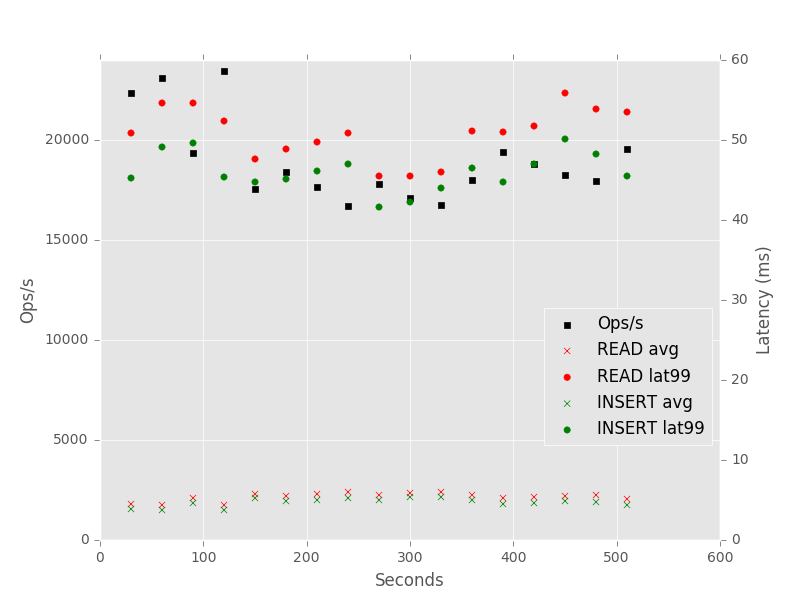 60
20000
50
15000
40
Ops/s
30
Latency (ms)
10000
20
5000
10
0
0
Ops/s
READ avg
READ lat99
INSERT avg
INSERT lat99
0 100 200 300 400 500 600
Seconds